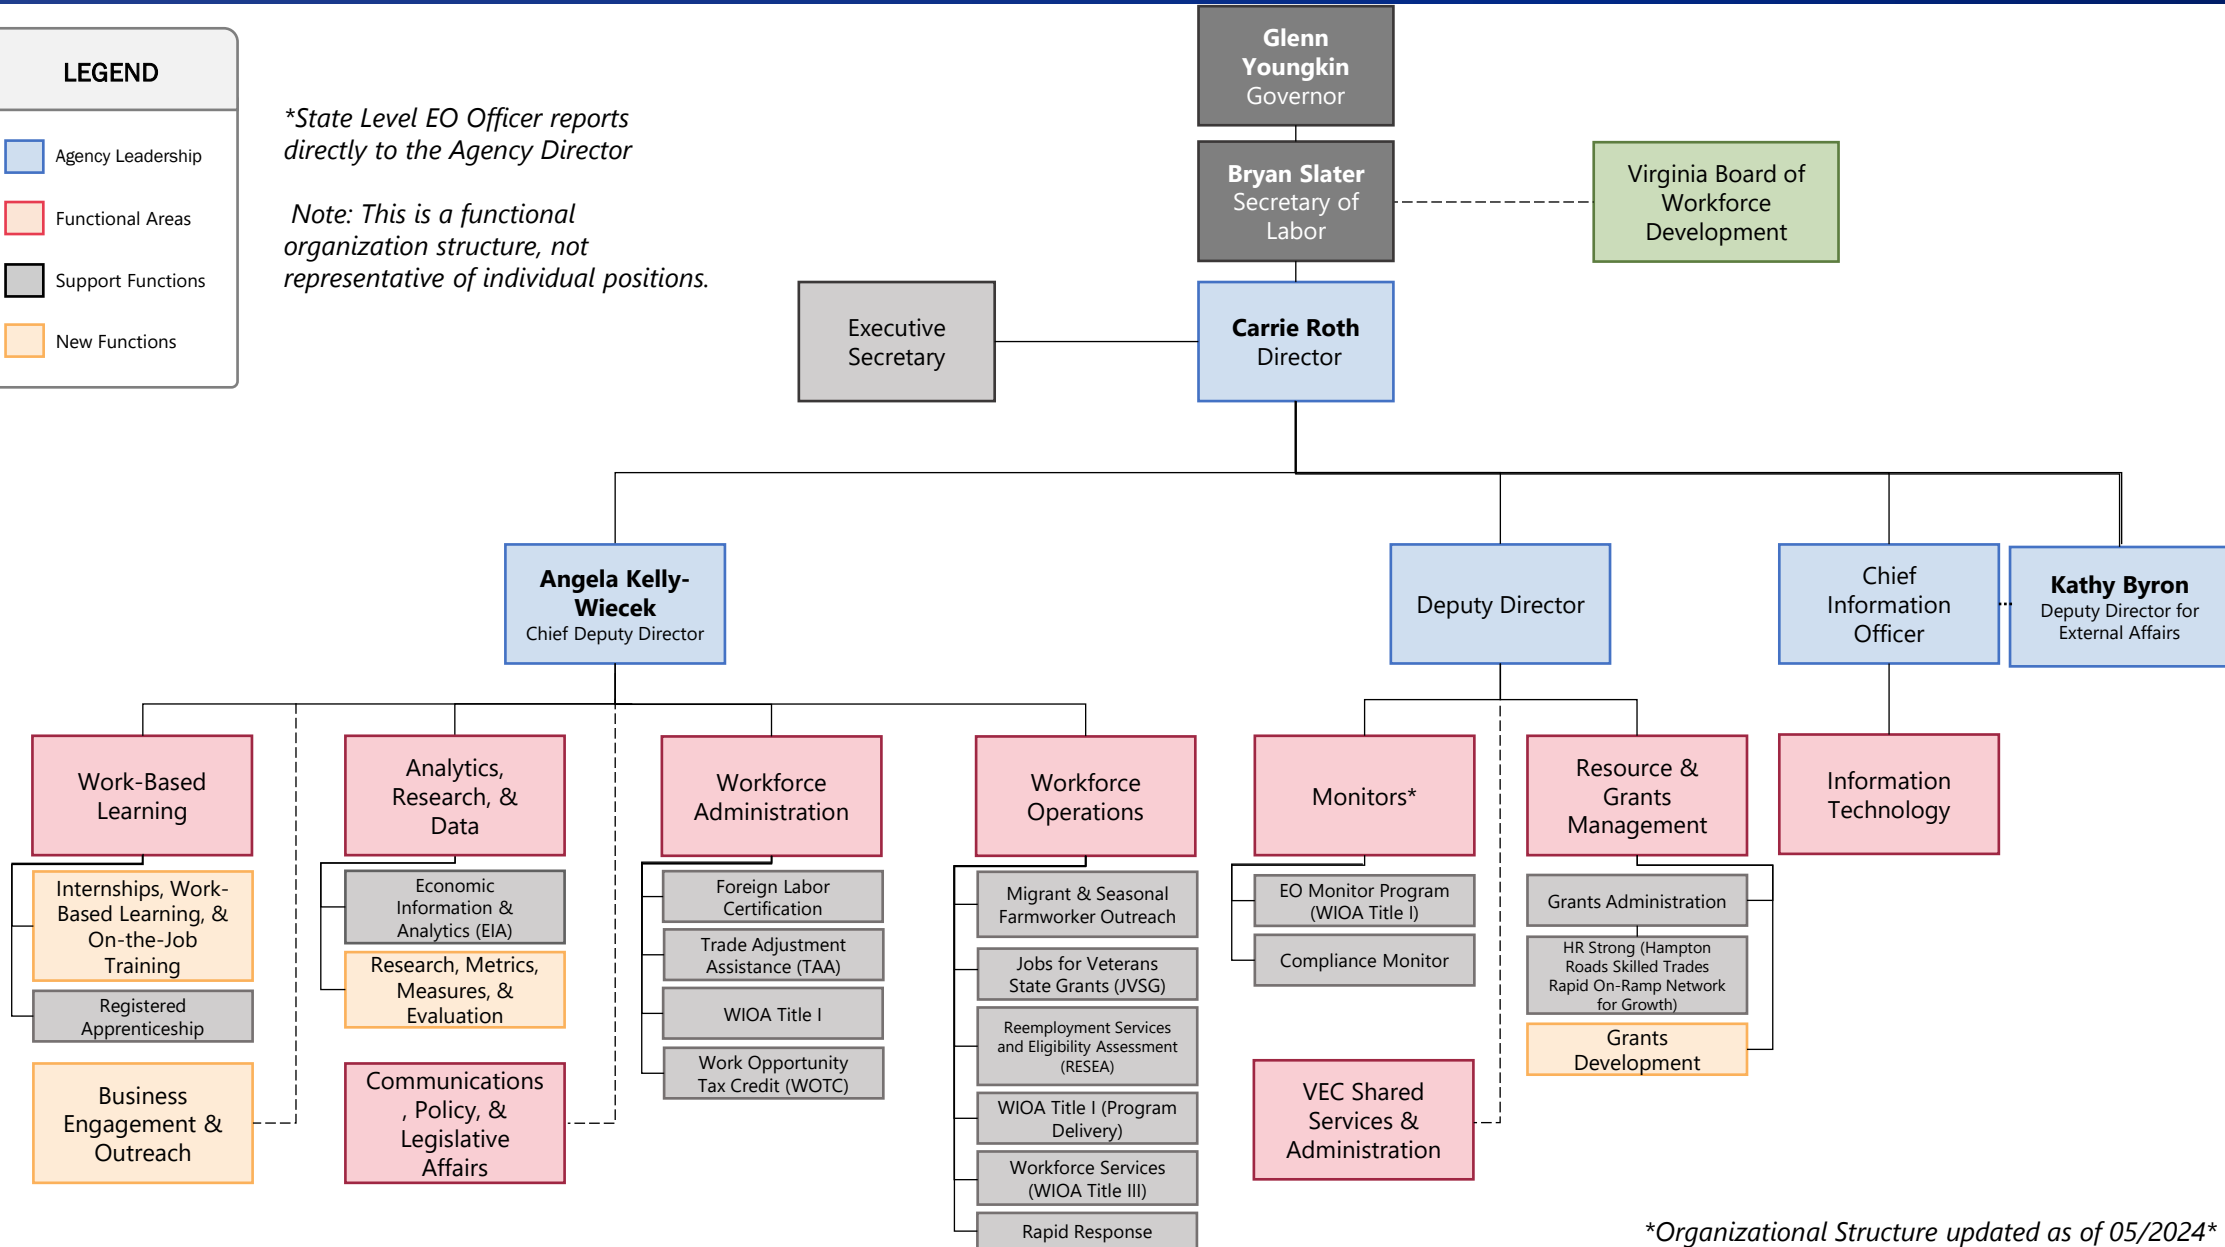 LEGEND
Agency Leadership
Functional Areas
Support Functions
New Functions
*State Level EO Officer reports
directly to the Agency Director
Note: This is a functional
organization structure, not
representative of individual positions.
Glenn
Youngkin
Governor
Bryan Slater
Secretary of
Labor
Virginia Board of
Workforce
Development
Executive
Secretary
Carrie Roth
Director
Angela Kelly-
Wiecek
Chief Deputy Director
Deputy Director
Chief
Information
Officer
Kathy Byron
Deputy Director for
External Affairs
Work-Based
Learning
Internships, Work-
Based Learning, &
On-the-Job
Training
Registered
Apprenticeship
Business
Engagement &
Outreach
Analytics,
Research, &
Data
Economic
Information &
Analytics (EIA)
Research, Metrics,
Measures, &
Evaluation
Communications
, Policy, &
Legislative
Affairs
Workforce
Administration
Foreign Labor
Certification
Trade Adjustment
Assistance (TAA)
WIOA Title I
Work Opportunity
Tax Credit (WOTC)
Workforce
Operations
Migrant & Seasonal
Farmworker Outreach
Jobs for Veterans
State Grants (JVSG)
Reemployment Services
and Eligibility Assessment
(RESEA)
WIOA Title I (Program
Delivery)
Workforce Services
(WIOA Title III)
Rapid Response
Monitors*
EO Monitor Program
(WIOA Title I)
Compliance Monitor
VEC Shared
Services &
Administration
Resource &
Grants
Management
Grants Administration
HR Strong (Hampton
Roads Skilled Trades
Rapid On-Ramp Network
for Growth)
Grants
Development
Information
Technology
*Organizational Structure updated as of 05/2024*